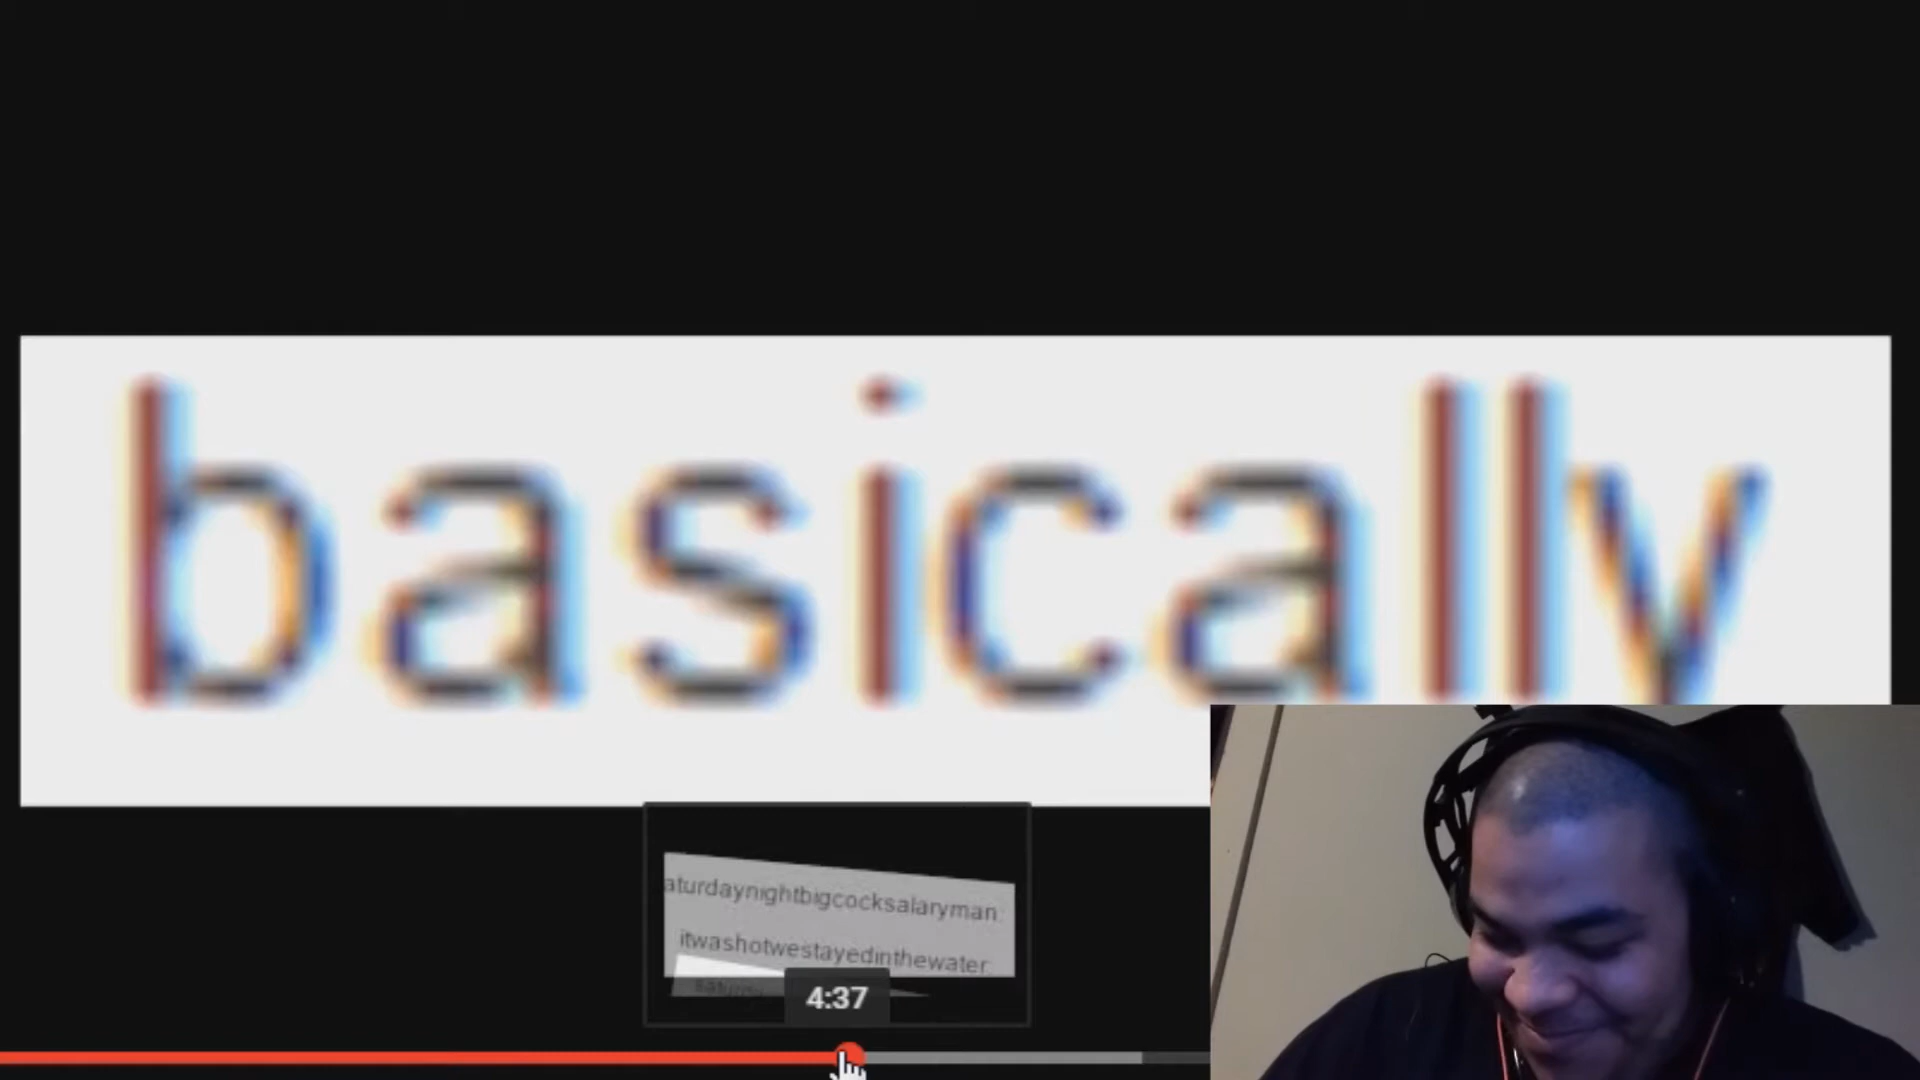 basically
aturdaynightbigcocksalaryman:
itwashotwestayedinthewater:
4:37